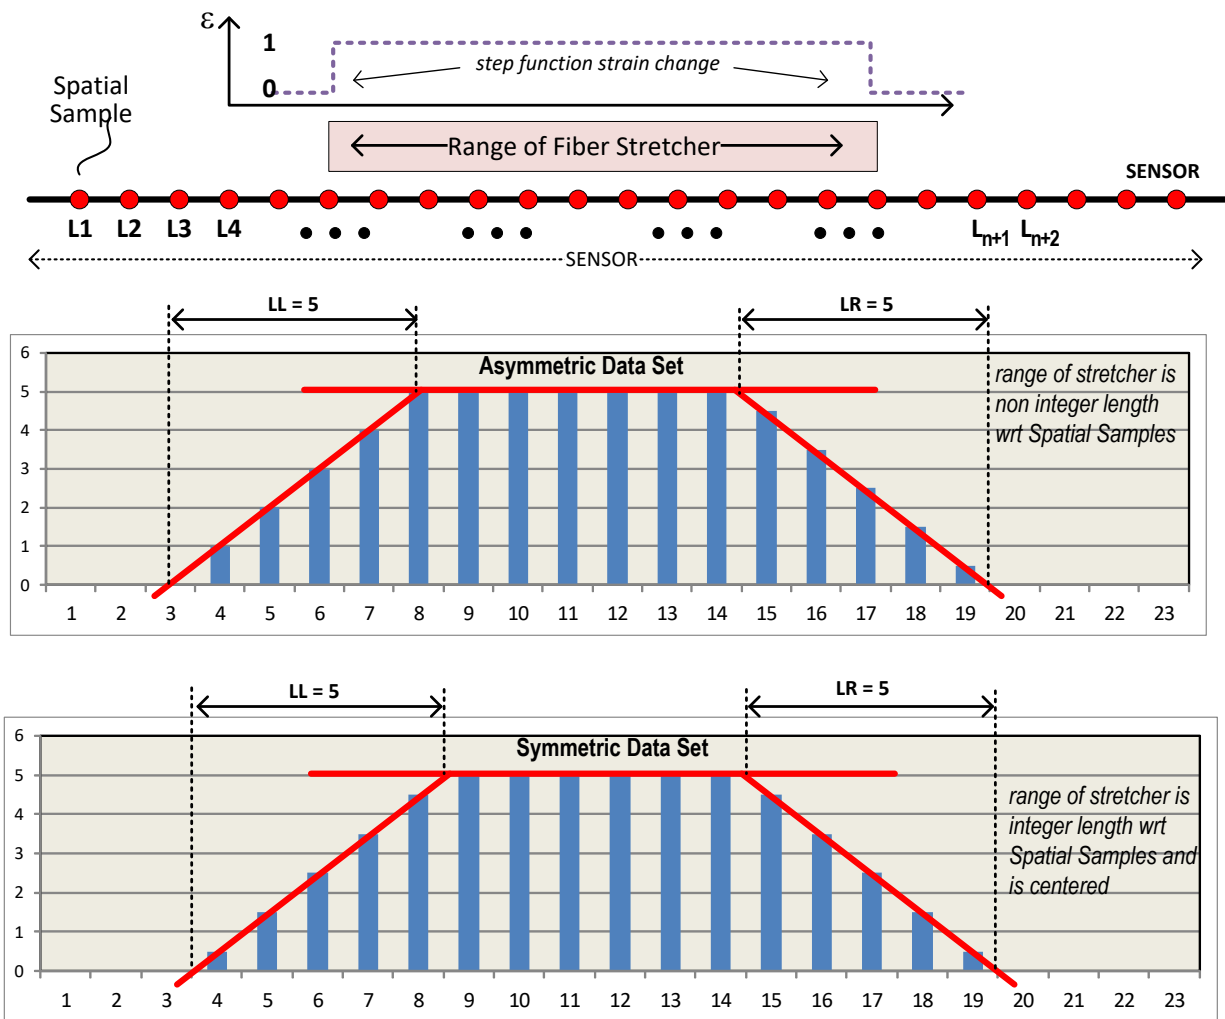 ε
1
step function strain change
0
Spatial
Sample
Range of Fiber Stretcher
SENSOR
L1 L2 L3 L4 L_{n+1} L_{n+2}
SENSOR
LL = 5 LR = 5
Asymmetric Data Set
range of stretcher is
non integer length
wrt Spatial Samples
6
5
4
3
2
1
0
1 2 3 4 5 6 7 8 9 10 11 12 13 14 15 16 17 18 19 20 21 22 23
LL = 5 LR = 5
Symmetric Data Set
range of stretcher is
integer length wrt
Spatial Samples and
is centered
6
5
4
3
2
1
0
1 2 3 4 5 6 7 8 9 10 11 12 13 14 15 16 17 18 19 20 21 22 23